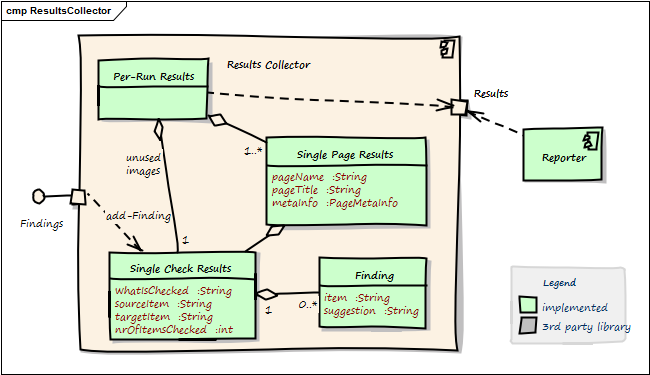 cmp ResultsCollector
Results Collector
Per-Run Results
Results
unused
images
1..*
Single Page Results
pageName :String
pageTitle :String
metaInfo :PageMetaInfo
Reporter
Findings
add-Finding
1
Single Check Results
whatIsChecked :String
sourceItem :String
targetItem :String
nrOfItemsChecked :int
1
0..*
Finding
item :String
suggestion :String
Legend
implemented
3rd party library